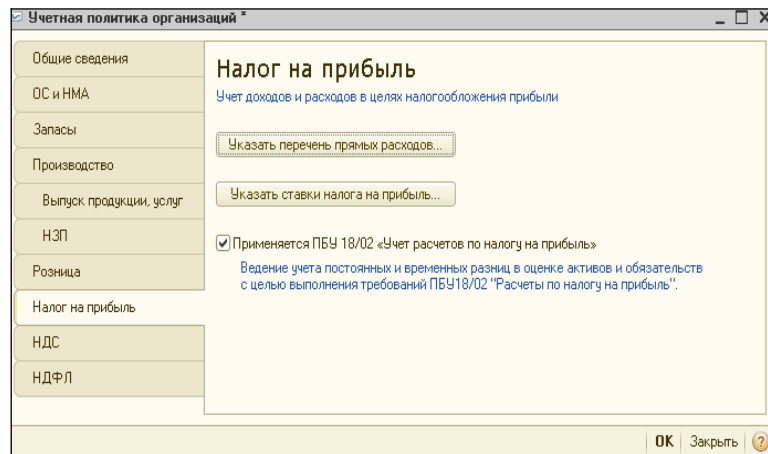 Учетная политика организаций *
Общие сведения
ОС и НМА
Запасы
Производство
Выпуск продукции, услуг
НЗП
Розница
Налог на прибыль
НДС
НДФЛ
Налог на прибыль
Учет доходов и расходов в целях налогообложения прибыли
Указать перечень прямых расходов...
Указать ставки налога на прибыль...
Применяется ПБУ 18/02 «Учет расчетов по налогу на прибыль»
Ведение учета постоянных и временных разниц в оценке активов и обязательств
с целью выполнения требований ПБУ18/02 "Расчеты по налогу на прибыль".
OK Закрыть ?